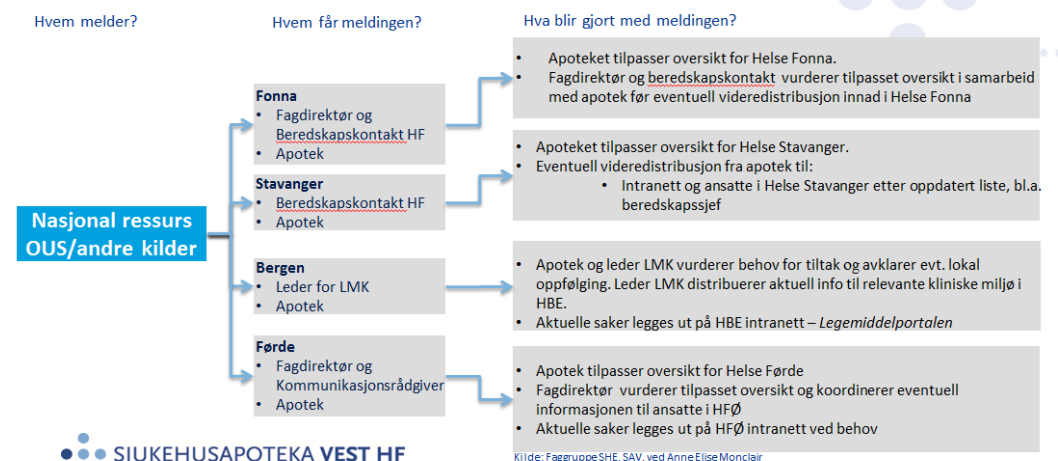 Hvem melder?
Hvem får meldingen?
Hva blir gjort med meldingen?
Nasjonal ressurs
OUS/andre kilder
Fonna
• Fagdirektør og
Beredskapskontakt HF
• Apotek
• Apoteket tilpasser oversikt for Helse Fonna.
• Fagdirektør og beredskapskontakt vurderer tilpasset oversikt i samarbeid
med apotek før eventuell videredistribusjon innad i Helse Fonna
Stavanger
• Beredskapskontakt HF
• Apotek
• Apoteket tilpasser oversikt for Helse Stavanger.
• Eventuell videredistribusjon fra apotek til:
• Intranett og ansatte i Helse Stavanger etter oppdatert liste, bl.a.
beredskapssjef
Bergen
• Leder for LMK
• Apotek
• Apotek og leder LMK vurderer behov for tiltak og avklarer evt. lokal
oppfølging. Leder LMK distribuerer aktuell info til relevante kliniske miljø i
HBE.
• Aktuelle saker legges ut på HBE intranett – Legemiddelportalen
Førde
• Fagdirektør og
Kommunikasjonsrådgiver
• Apotek
• Apotek tilpasser oversikt for Helse Førde
• Fagdirektør vurderer tilpasset oversikt og koordinerer eventuell
informasjonen til ansatte i HFØ
• Aktuelle saker legges ut på HFØ intranett ved behov
SJUKEHUSAPOTEKA VEST HF
Kilde: Faggruppe SHE, SAV, ved Anne Elise Monclair